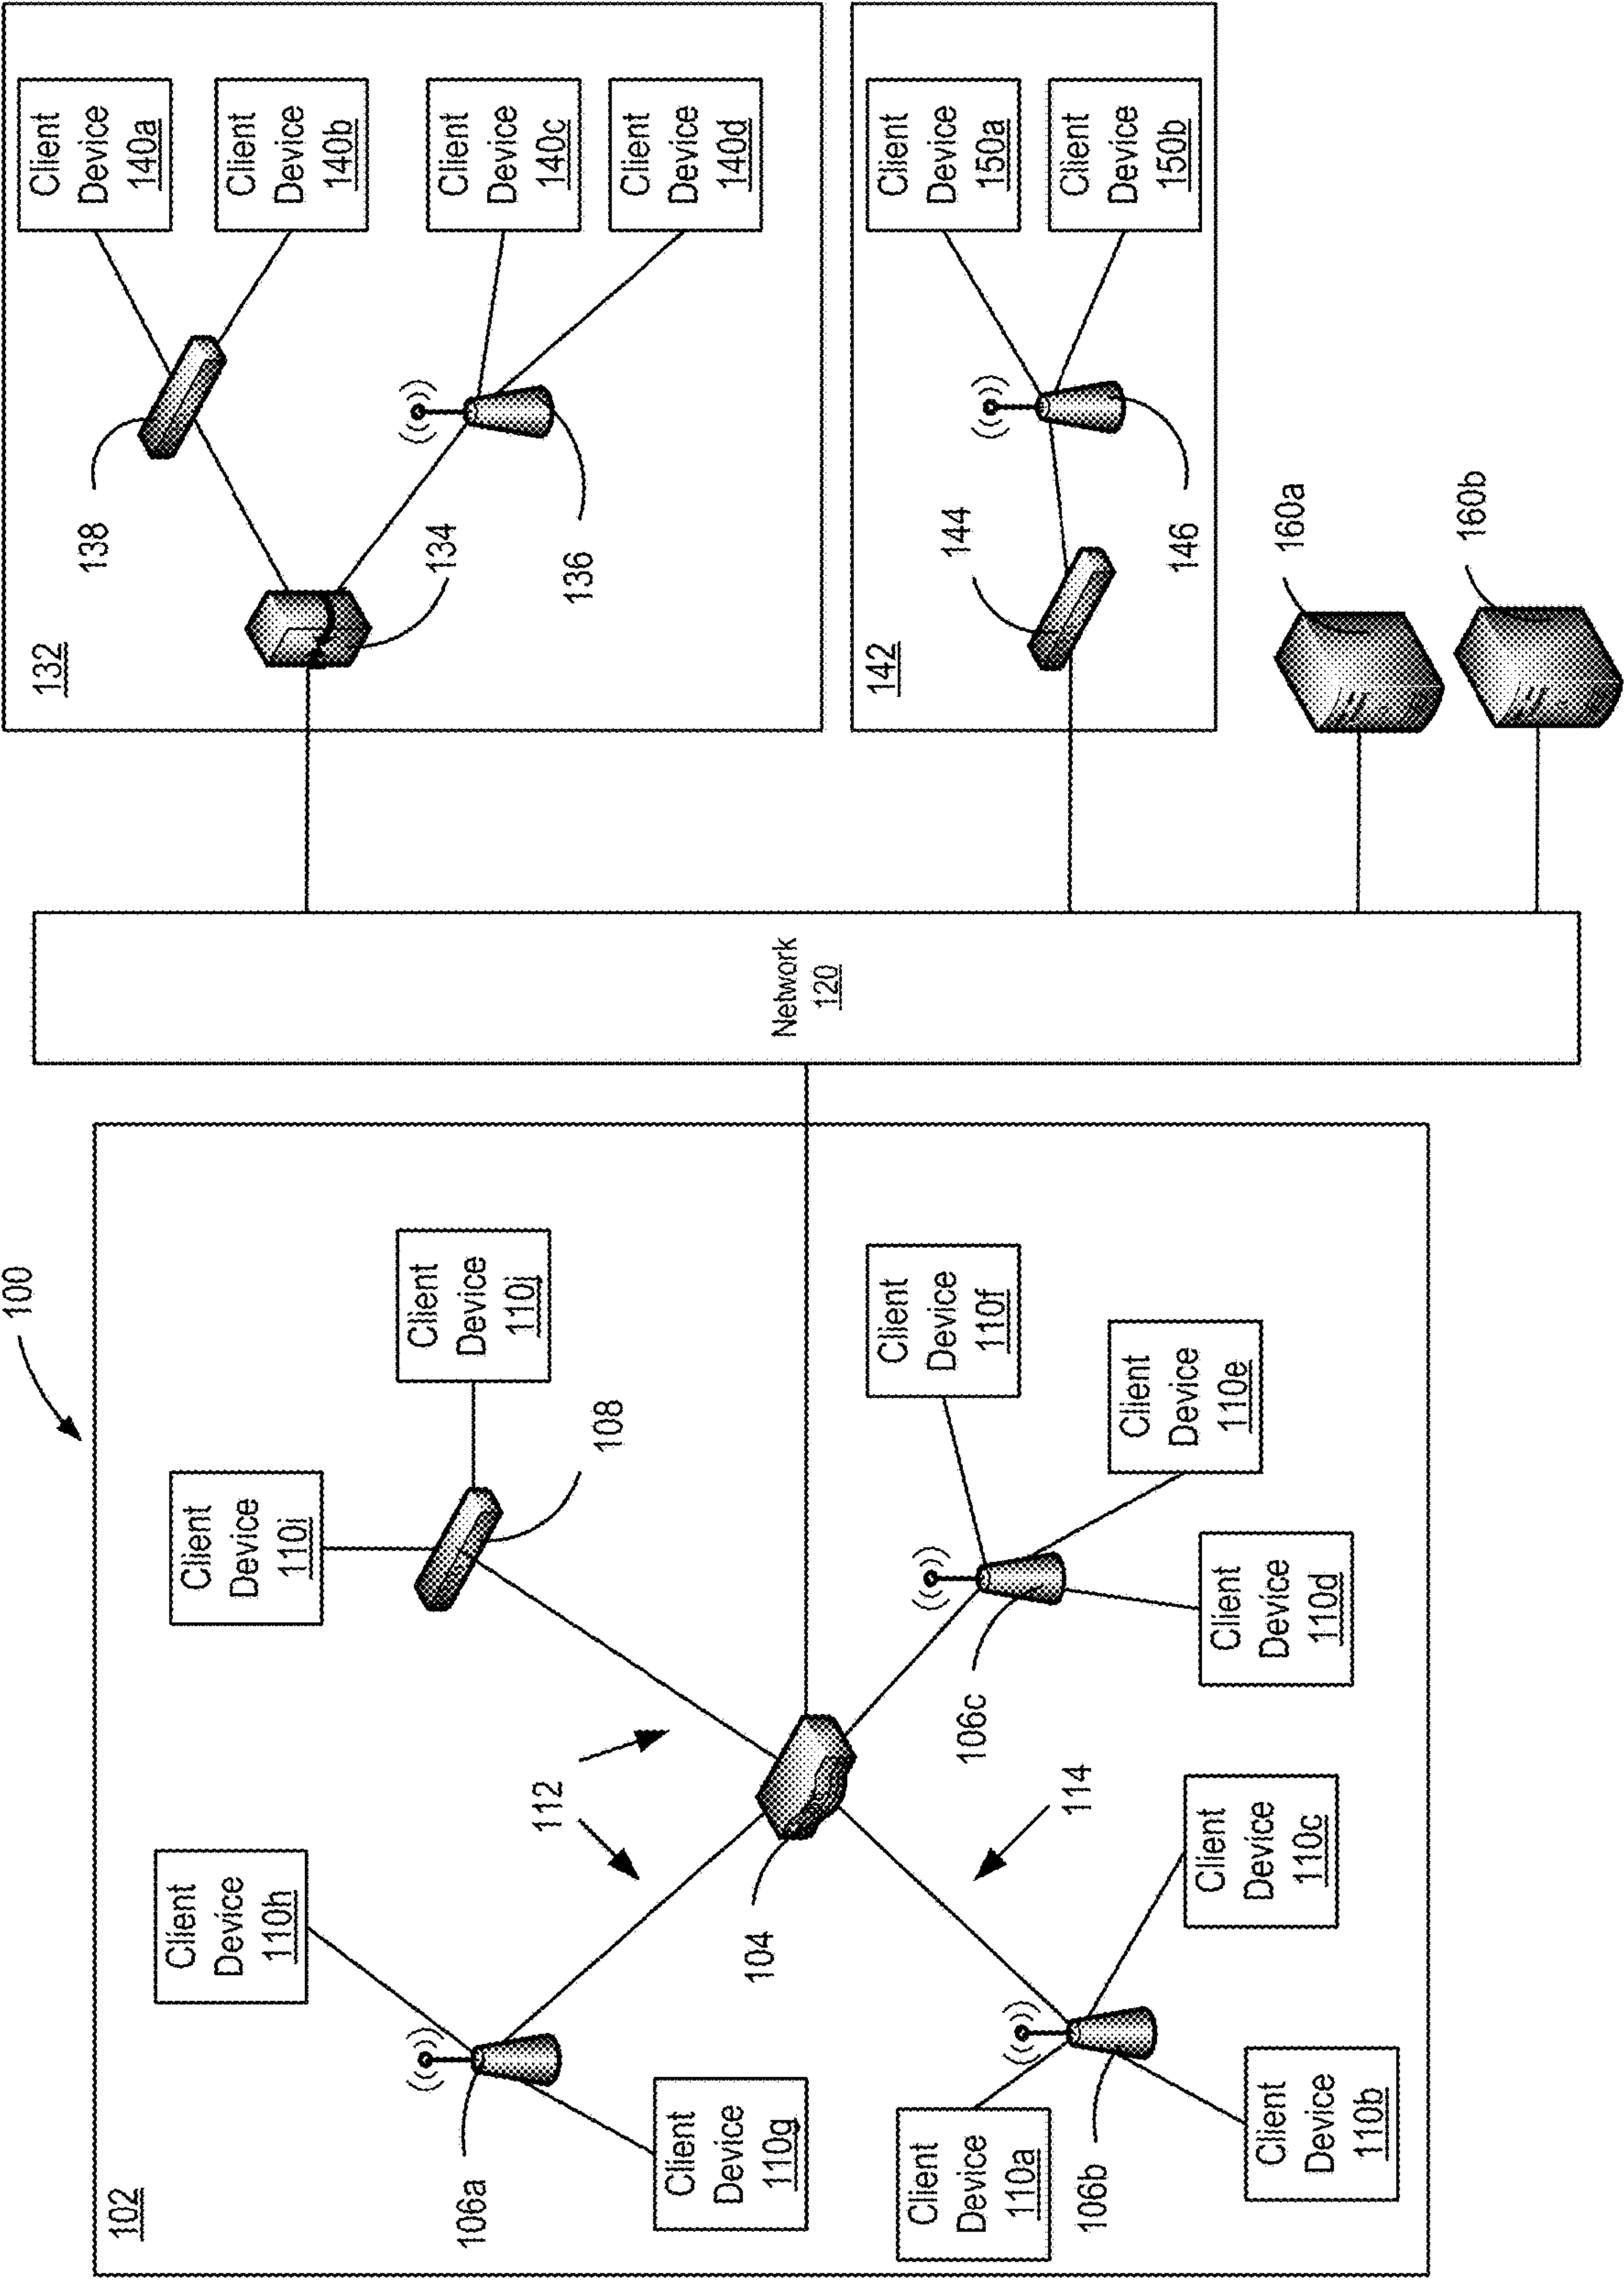 100
102
Client
Device
110h
Client
Device
110i
Client
Device
110j
106a
112
108
Client
Device
110g
104
Client
Device
110f
Client
Device
110a
106c
Client
Device
110e
106b
114
Client
Device
110c
Client
Device
110d
Client
Device
110b
Network
120
132
138
Client
Device
140a
Client
Device
140b
134
Client
Device
140c
136
Client
Device
140d
142
144
Client
Device
150a
146
Client
Device
150b
160a
160b